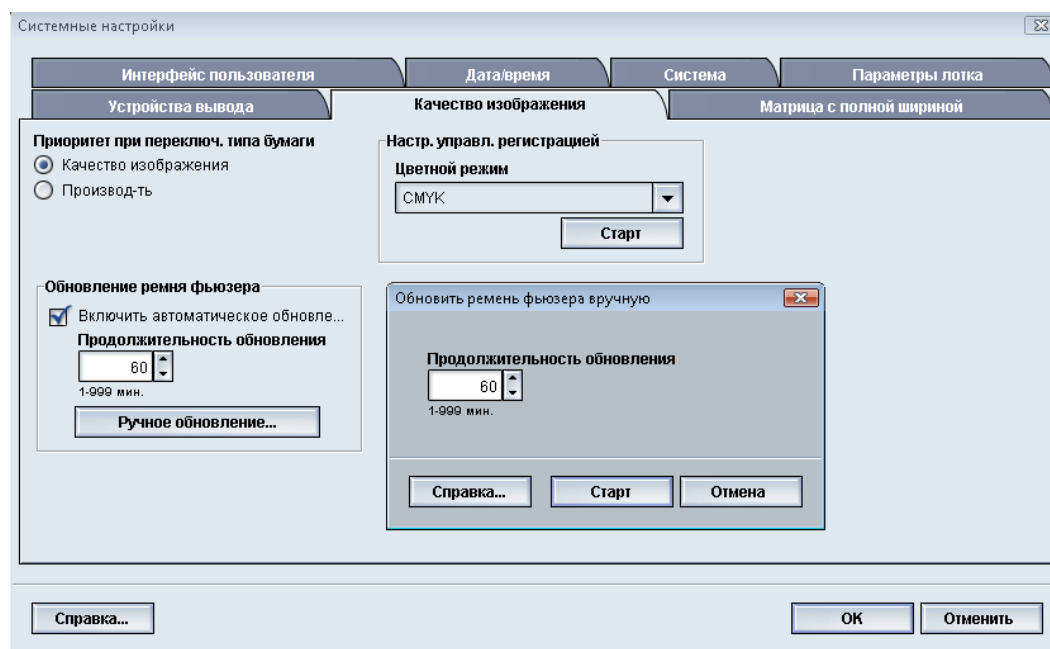 Системные настройки
Интерфейс пользователя
Дата/время
Система
Параметры лотка
Устройства вывода
Качество изображения
Матрица с полной шириной
Приоритет при переключ. типа бумаги
Качество изображения
Производ-ть
Настр. управл. регистрацией
Цветной режим
CMYK
Старт
Обновление ремня фьюзера
Включить автоматическое обновле...
Продолжительность обновления
60
1-999 мин.
Ручное обновление...
Обновить ремень фьюзера вручную
Продолжительность обновления
60
1-999 мин.
Справка...
Старт
Отмена
Справка...
ОК
Отменить